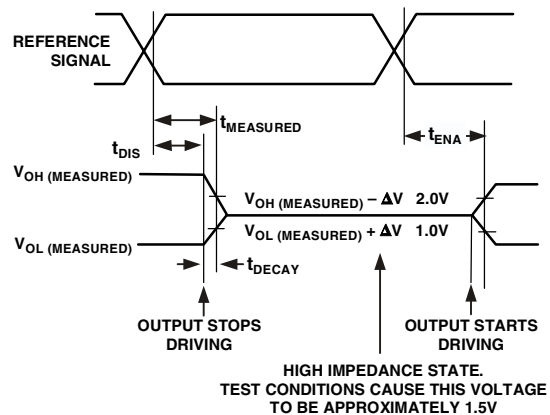 REFERENCE
SIGNAL
tMEASURED
tDIS
tENA
VOH (MEASURED)
VOH (MEASURED) – ΔV 2.0V
VOL (MEASURED) + ΔV 1.0V
VOL (MEASURED)
tDECAY
OUTPUT STOPS
DRIVING
OUTPUT STARTS
DRIVING
HIGH IMPEDANCE STATE.
TEST CONDITIONS CAUSE THIS VOLTAGE
TO BE APPROXIMATELY 1.5V